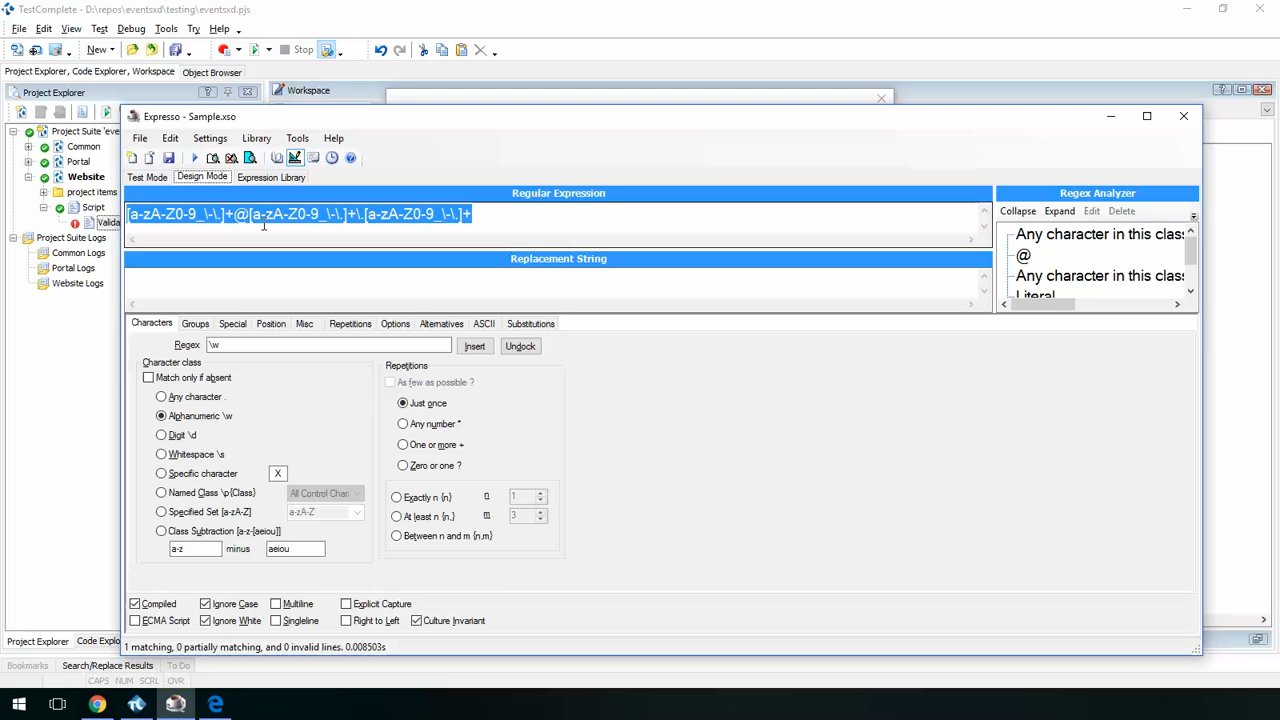 TestComplete - D:\repos\eventsxd\testing\eventsxd.pjs
File Edit View Test Debug Tools Try Help
New Stop
Project Explorer, Code Explorer, Workspace Object Browser
Project Explorer ? Workspace
Expresso - Sample.xso
Project Suite 'eve
File Edit Settings Library Tools Help
Common
Portal
Website
Test Mode Design Mode Expression Library
project items
Regular Expression Regex Analyzer
Script
[a-zA-Z0-9_\-\.]+@[a-zA-Z0-9_\-\.]+\.[a-zA-Z0-9_\-\.]+
Collapse Expand Edit Delete
Valida
Any character in this clas
Project Suite Logs
Common Logs
@
Replacement String
Portal Logs
Any character in this class
Website Logs
Literal
Characters Groups Special Position Misc Repetitions Options Alternatives ASCII Substitutions
Regex \w Insert Undock
Character class Repetitions
Match only if absent As few as possible ?
Any character . Just once
Alphanumeric \w Any number *
Digit \d One or more +
Whitespace \s Zero or one ?
Specific character X
Named Class \p{Class} All Control Char Exactly n {n} n 1
Specified Set [a-zA-Z] a-zA-Z At least n {n,} m 3
Class Subtraction [a-z-[aeiou]] Between n and m {n,m}
a-z minus aeiou
Compiled Ignore Case Multiline Explicit Capture
ECMA Script Ignore White Singleline Right to Left Culture Invariant
Project Explorer Code Explo
1 matching, 0 partially matching, and 0 invalid lines. 0.008503s
Bookmarks Search/Replace Results To Do
CAPS NUM SCRL OVR